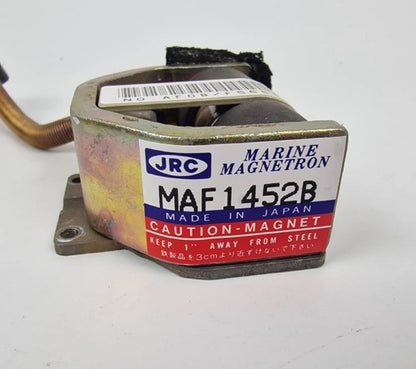 JRC
MARINE
MAGNETRON
MAF1452B
MADE IN JAPAN
CAUTION-MAGNET
KEEP 1" AWAY FROM STEEL
鉄製品を3cmより近ずけないで下さい
NO